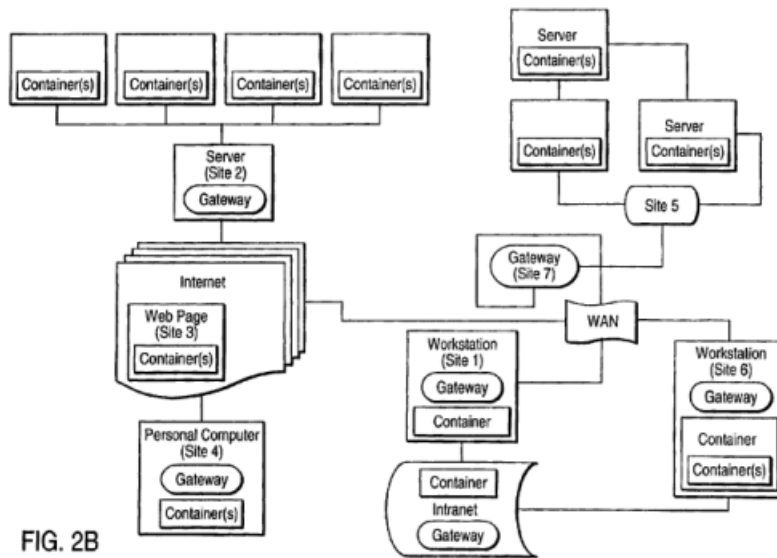 Container(s)
Container(s)
Container(s)
Container(s)
Server
Container(s)
Container(s)
Server
Container(s)
Server
(Site 2)
Gateway
Site 5
Internet
Web Page
(Site 3)
Container(s)
Gateway
(Site 7)
WAN
Workstation
(Site 1)
Gateway
Container
Workstation
(Site 6)
Gateway
Container
Container(s)
Personal Computer
(Site 4)
Gateway
Container(s)
Container
Intranet
Gateway
FIG. 2B